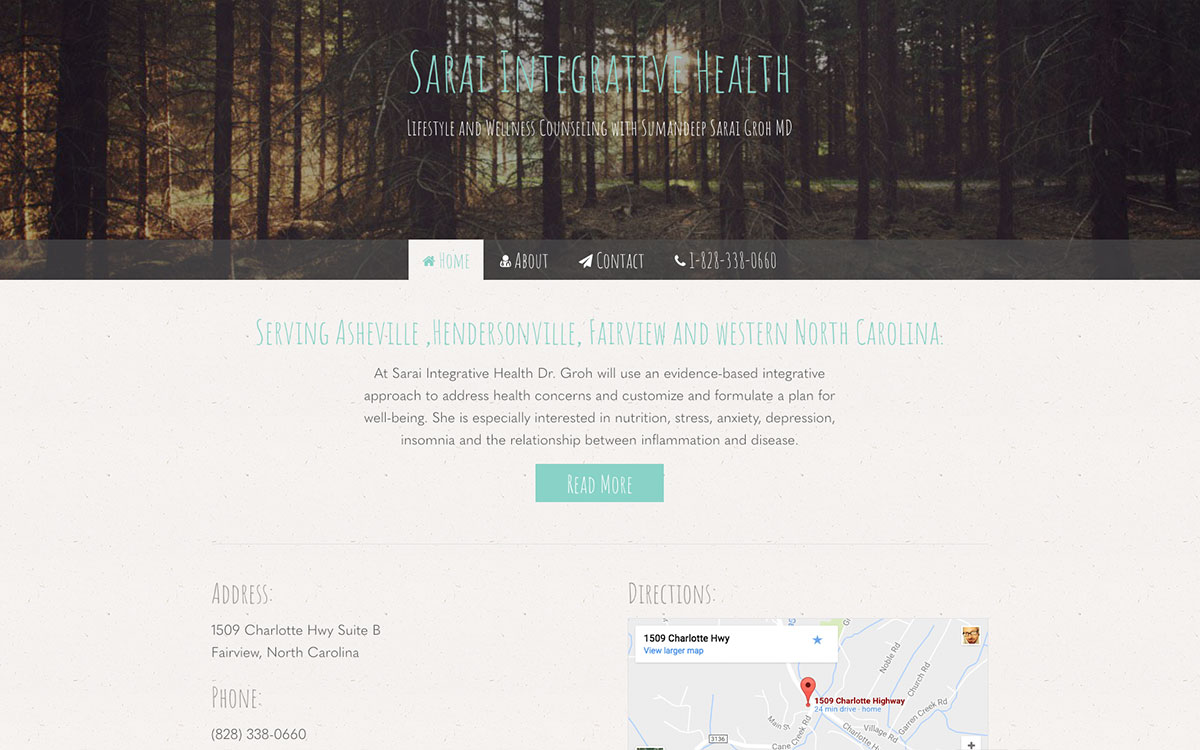 Sarai Integrative Health
Lifestyle and Wellness Counseling with Sumandeep Sarai Groh MD
Home
About
Contact
1-828-338-0660
Serving Asheville ,Hendersonville, Fairview and western North Carolina.
At Sarai Integrative Health Dr. Groh will use an evidence-based integrative
approach to address health concerns and customize and formulate a plan for
well-being. She is especially interested in nutrition, stress, anxiety, depression,
insomnia and the relationship between inflammation and disease.
Read More
Address:
1509 Charlotte Hwy Suite B
Fairview, North Carolina
Phone:
(828) 338-0660
Directions:
1509 Charlotte Hwy
View larger map
Noble Rd
Church Rd
1509 Charlotte Highway
24 min drive - home
Garren Creek Rd
Main St
Village Rd
3136
Cane Creek Rd
Charlotte Hwy